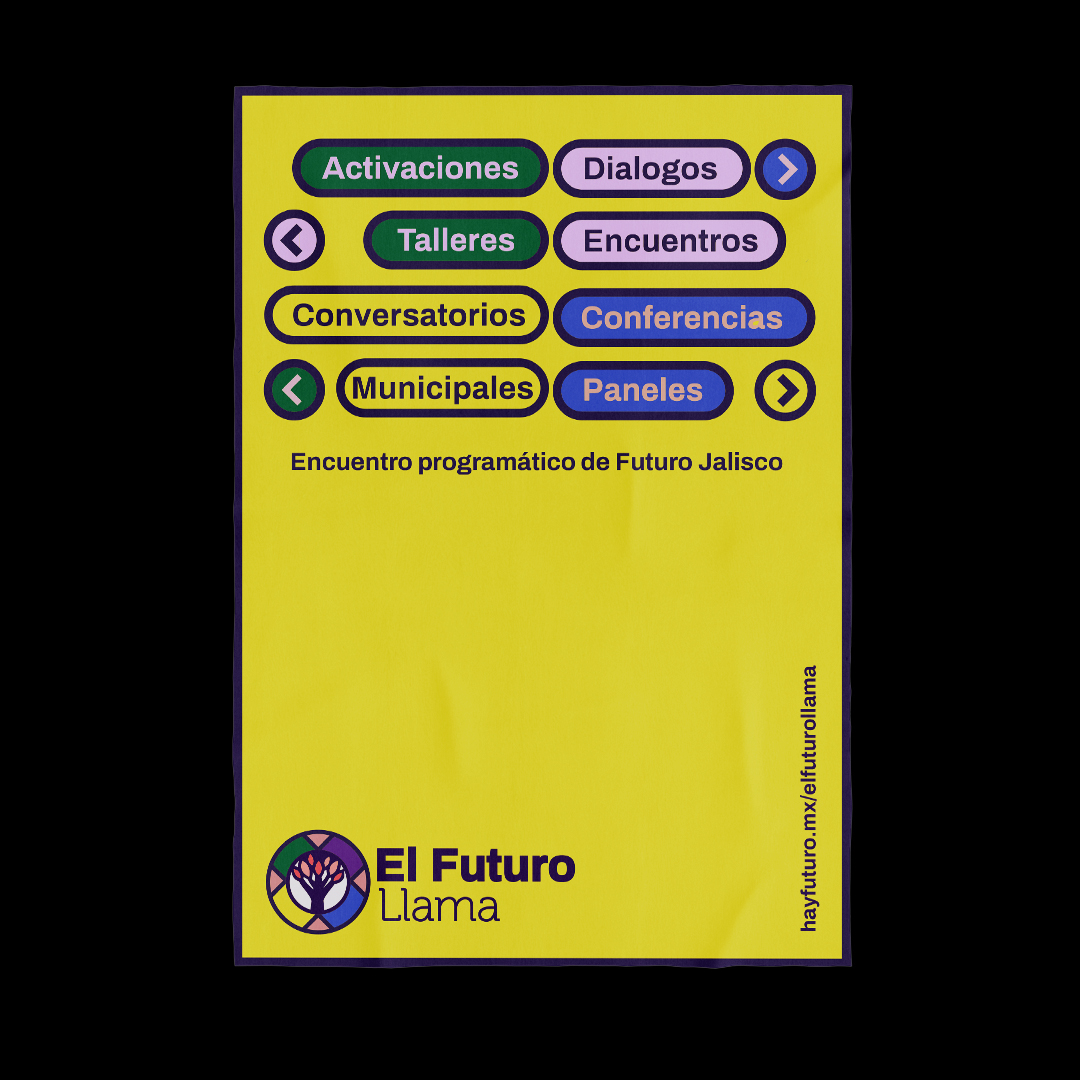 Activaciones Dialogos
Talleres Encuentros
Conversatorios Conferencias
Municipales Paneles
Encuentro programático de Futuro Jalisco
hayfuturo.mx/elfuturollama
El Futuro
Llama